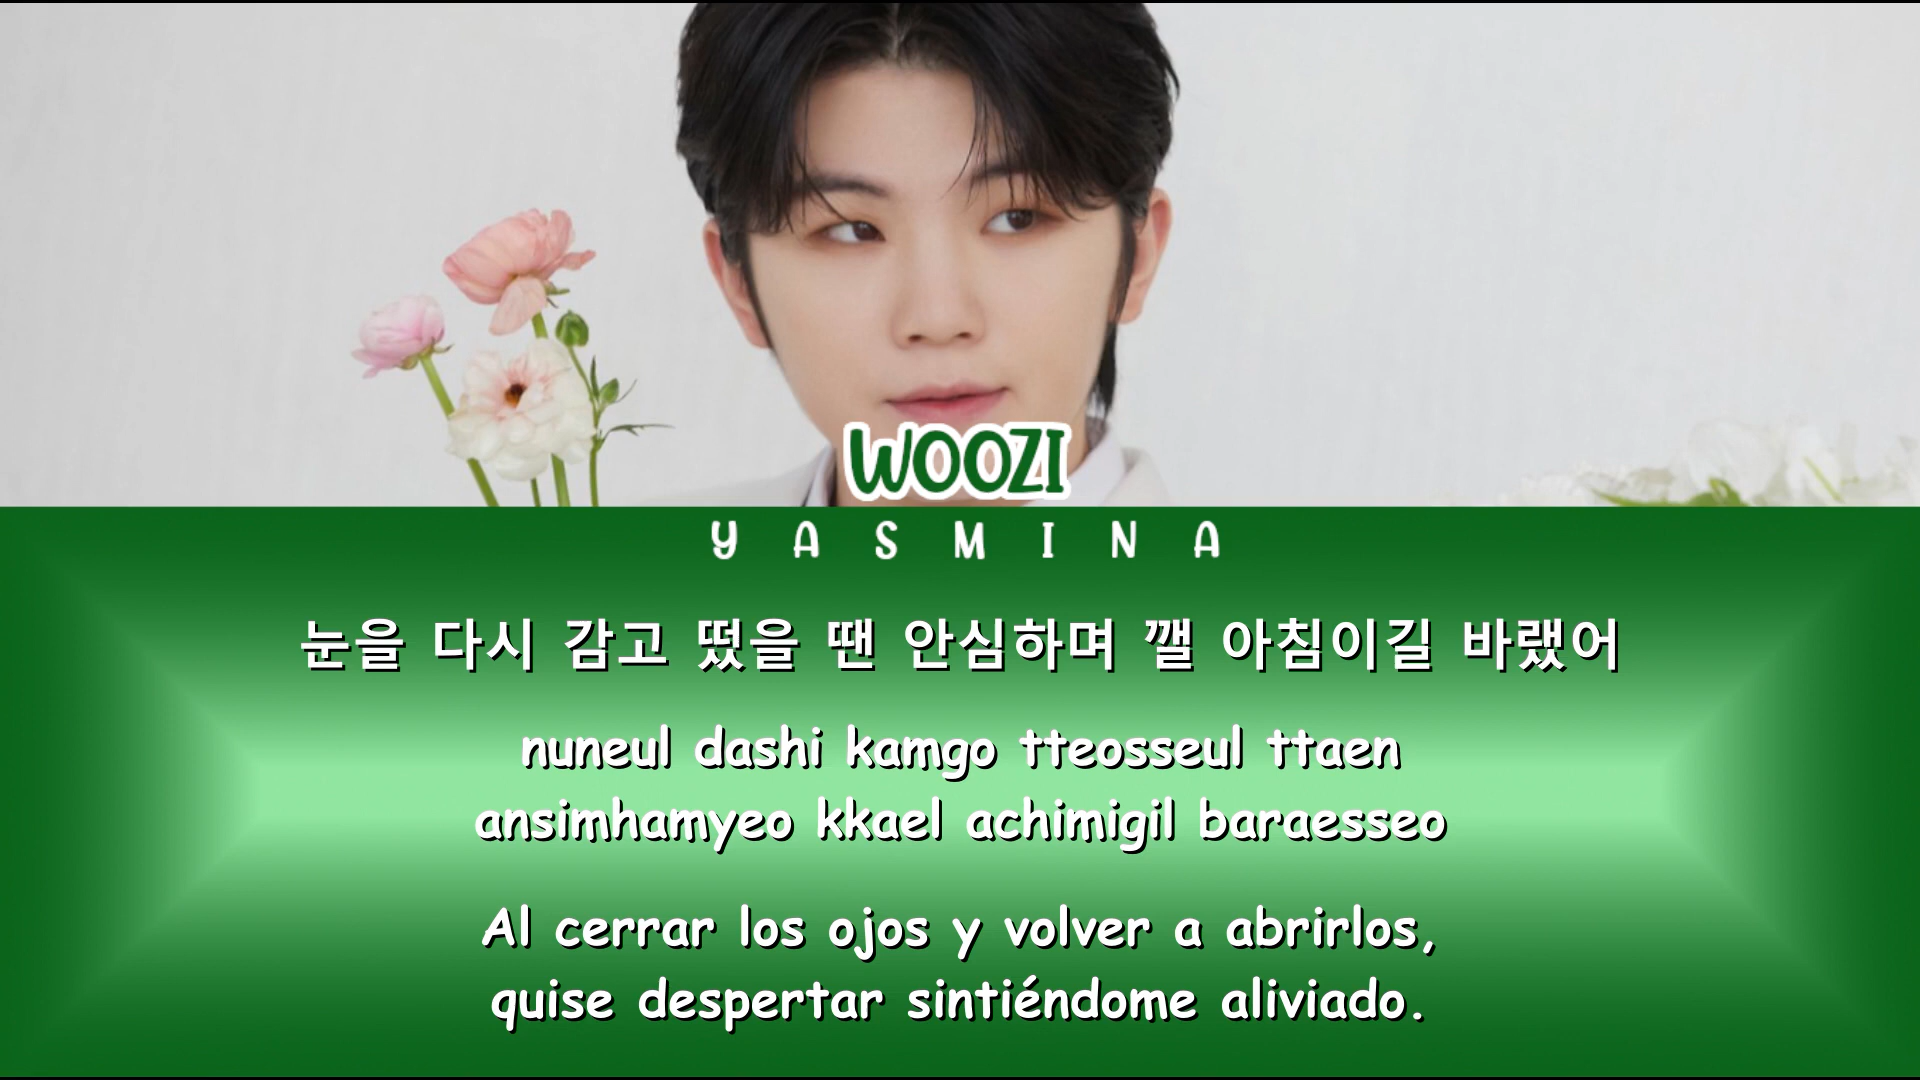 WOOZI
YASMINA
눈을 다시 감고 떴을 땐 안심하며 깰 아침이길 바랬어
nuneul dashi kamgo tteosseul ttaen
ansimhamyeo kkael achimigil baraesseo
Al cerrar los ojos y volver a abrirlos,
quise despertar sintiéndome aliviado.